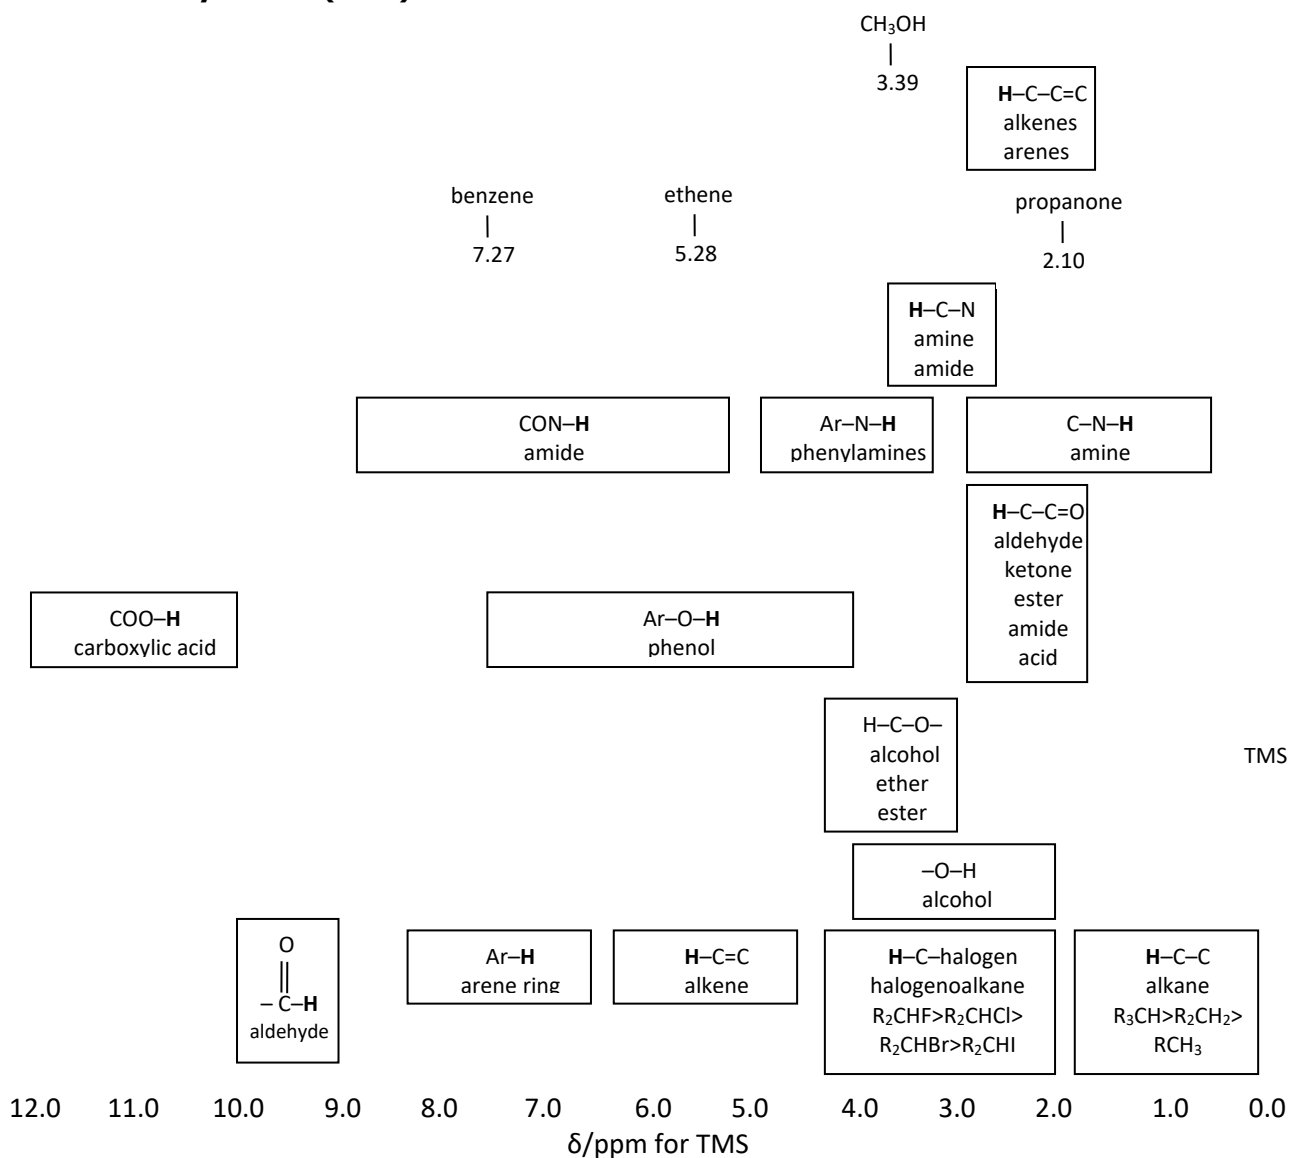 CH₃OH
3.39
H–C–C=C
alkenes
arenes
benzene
7.27
ethene
5.28
propanone
2.10
H–C–N
amine
amide
CON–H
amide
Ar–N–H
phenylamines
C–N–H
amine
H–C–C=O
aldehyde
ketone
ester
amide
acid
COO–H
carboxylic acid
Ar–O–H
phenol
H–C–O–
alcohol
ether
ester
TMS
–O–H
alcohol
O
– C–H
aldehyde
Ar–H
arene ring
H–C=C
alkene
H–C–halogen
halogenoalkane
R₂CHF>R₂CHCl>
R₂CHBr>R₂CHI
H–C–C
alkane
R₃CH>R₂CH₂>
RCH₃
12.0 11.0 10.0 9.0 8.0 7.0 6.0 5.0 4.0 3.0 2.0 1.0 0.0
δ/ppm for TMS